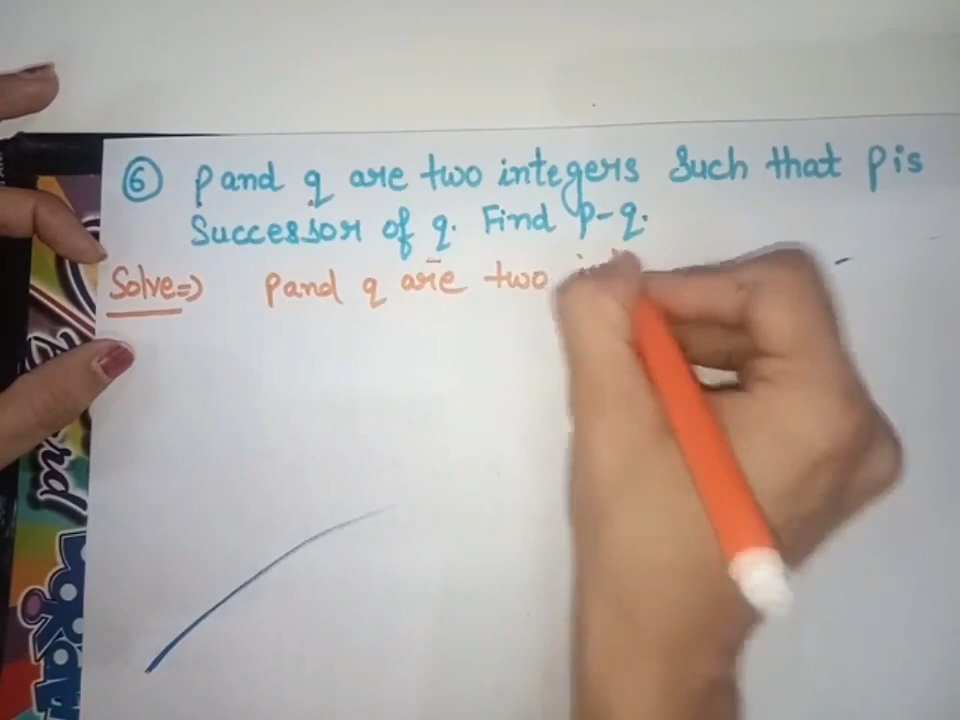 ⑥ p and q are two integers such that p is
Successor of q. Find p-q.
Solve=> p and q are two